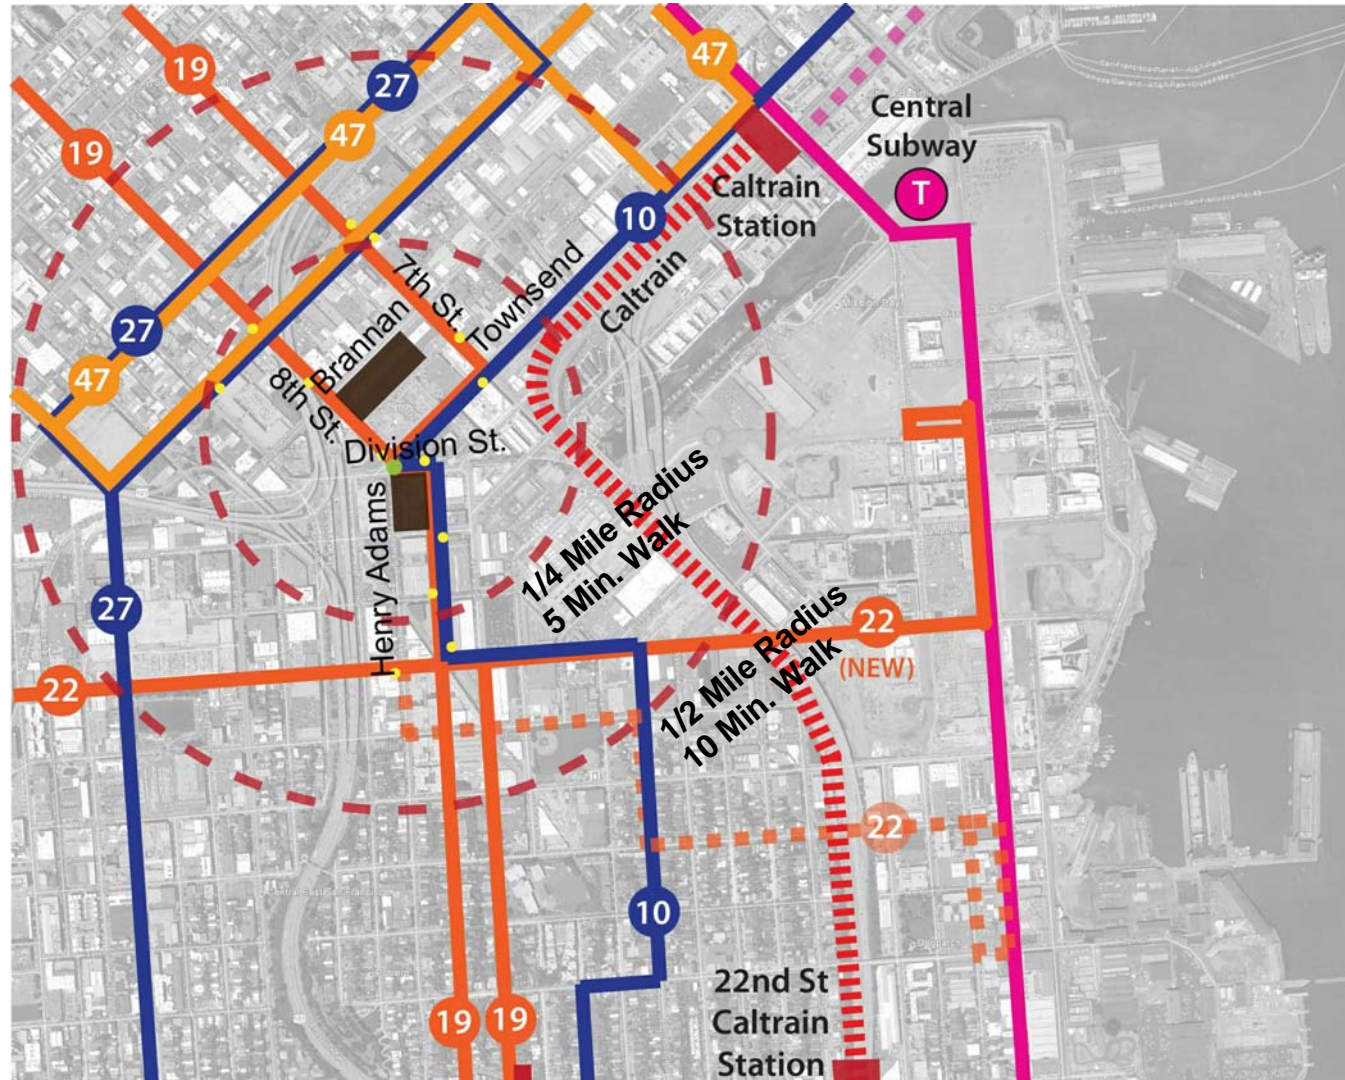 19
27
47
47
19
Central
Subway
T
Caltrain
Station
10
Caltrain
7th St.
Townsend
27
Brannan
47
8th St.
Division St.
Henry Adams
1/4 Mile Radius
5 Min. Walk
27
22
(NEW)
22
1/2 Mile Radius
10 Min. Walk
22
10
19
19
22nd St
Caltrain
Station